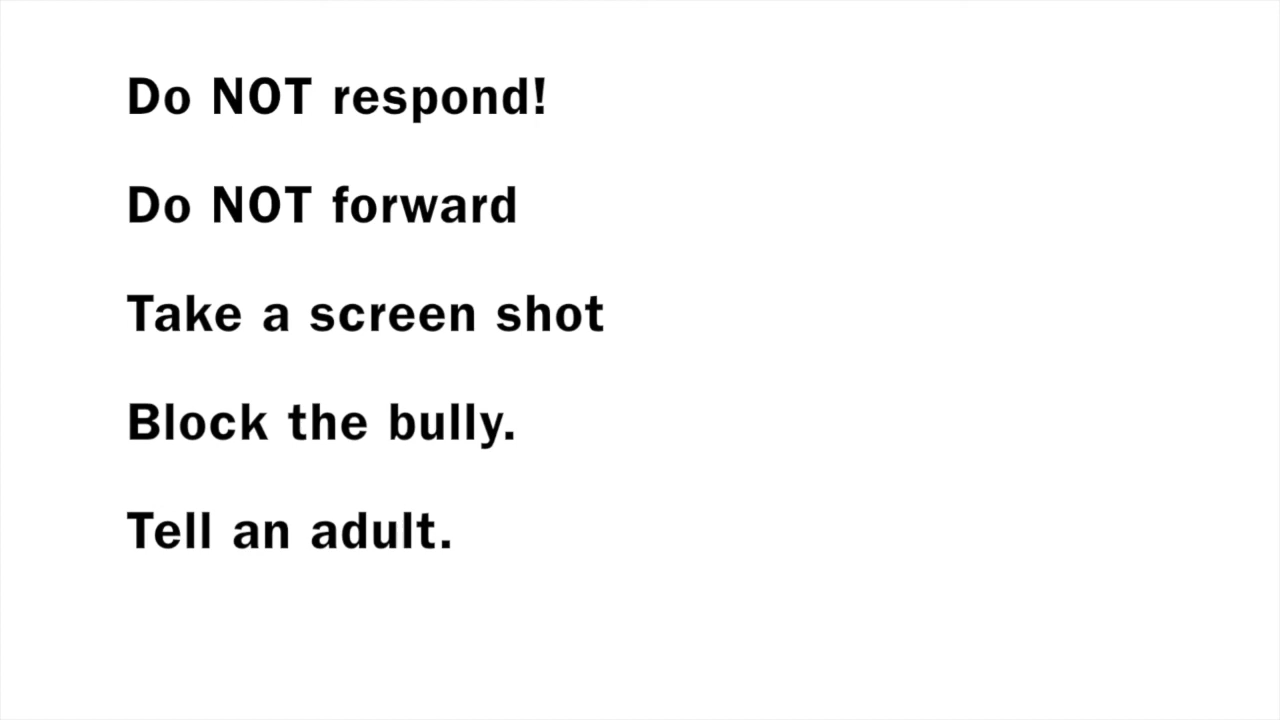 Do NOT respond!
Do NOT forward
Take a screen shot
Block the bully.
Tell an adult.